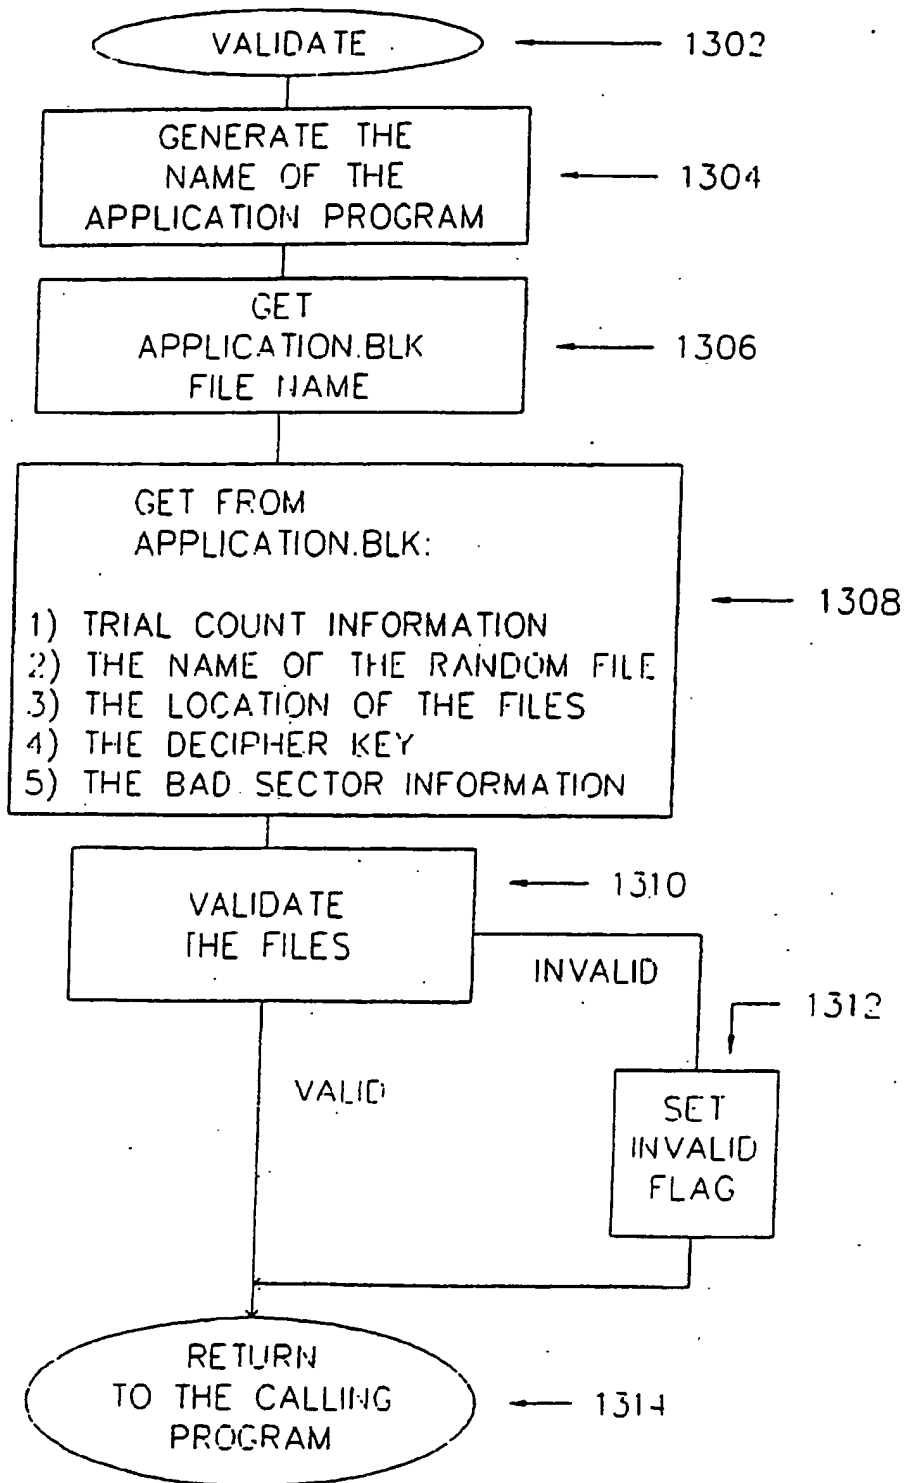 VALIDATE
1302
GENERATE THE
NAME OF THE
APPLICATION PROGRAM
1304
GET
APPLICATION.BLK
FILE NAME
1306
GET FROM
APPLICATION.BLK:
1308
1) TRIAL COUNT INFORMATION
2) THE NAME OF THE RANDOM FILE
3) THE LOCATION OF THE FILES
4) THE DECIPHER KEY
5) THE BAD SECTOR INFORMATION
VALIDATE
THE FILES
1310
INVALID
1312
VALID
SET
INVALID
FLAG
RETURN
TO THE CALLING
PROGRAM
1314